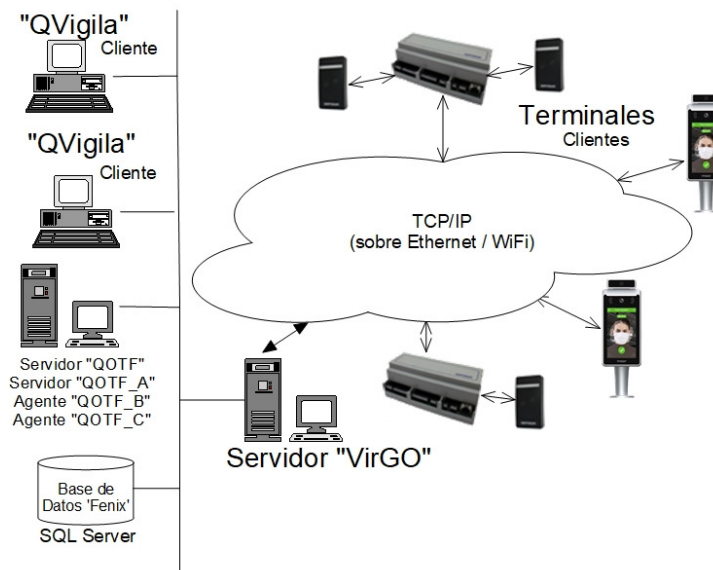 "QVigila"
Cliente
"QVigila"
Cliente
Terminales
Clientes
TCP/IP
(sobre Ethernet / WiFi)
Servidor "QOTF"
Servidor "QOTF_A"
Agente "QOTF_B"
Agente "QOTF_C"
Servidor "VirGO"
Base de
Datos 'Fenix'
SQL Server